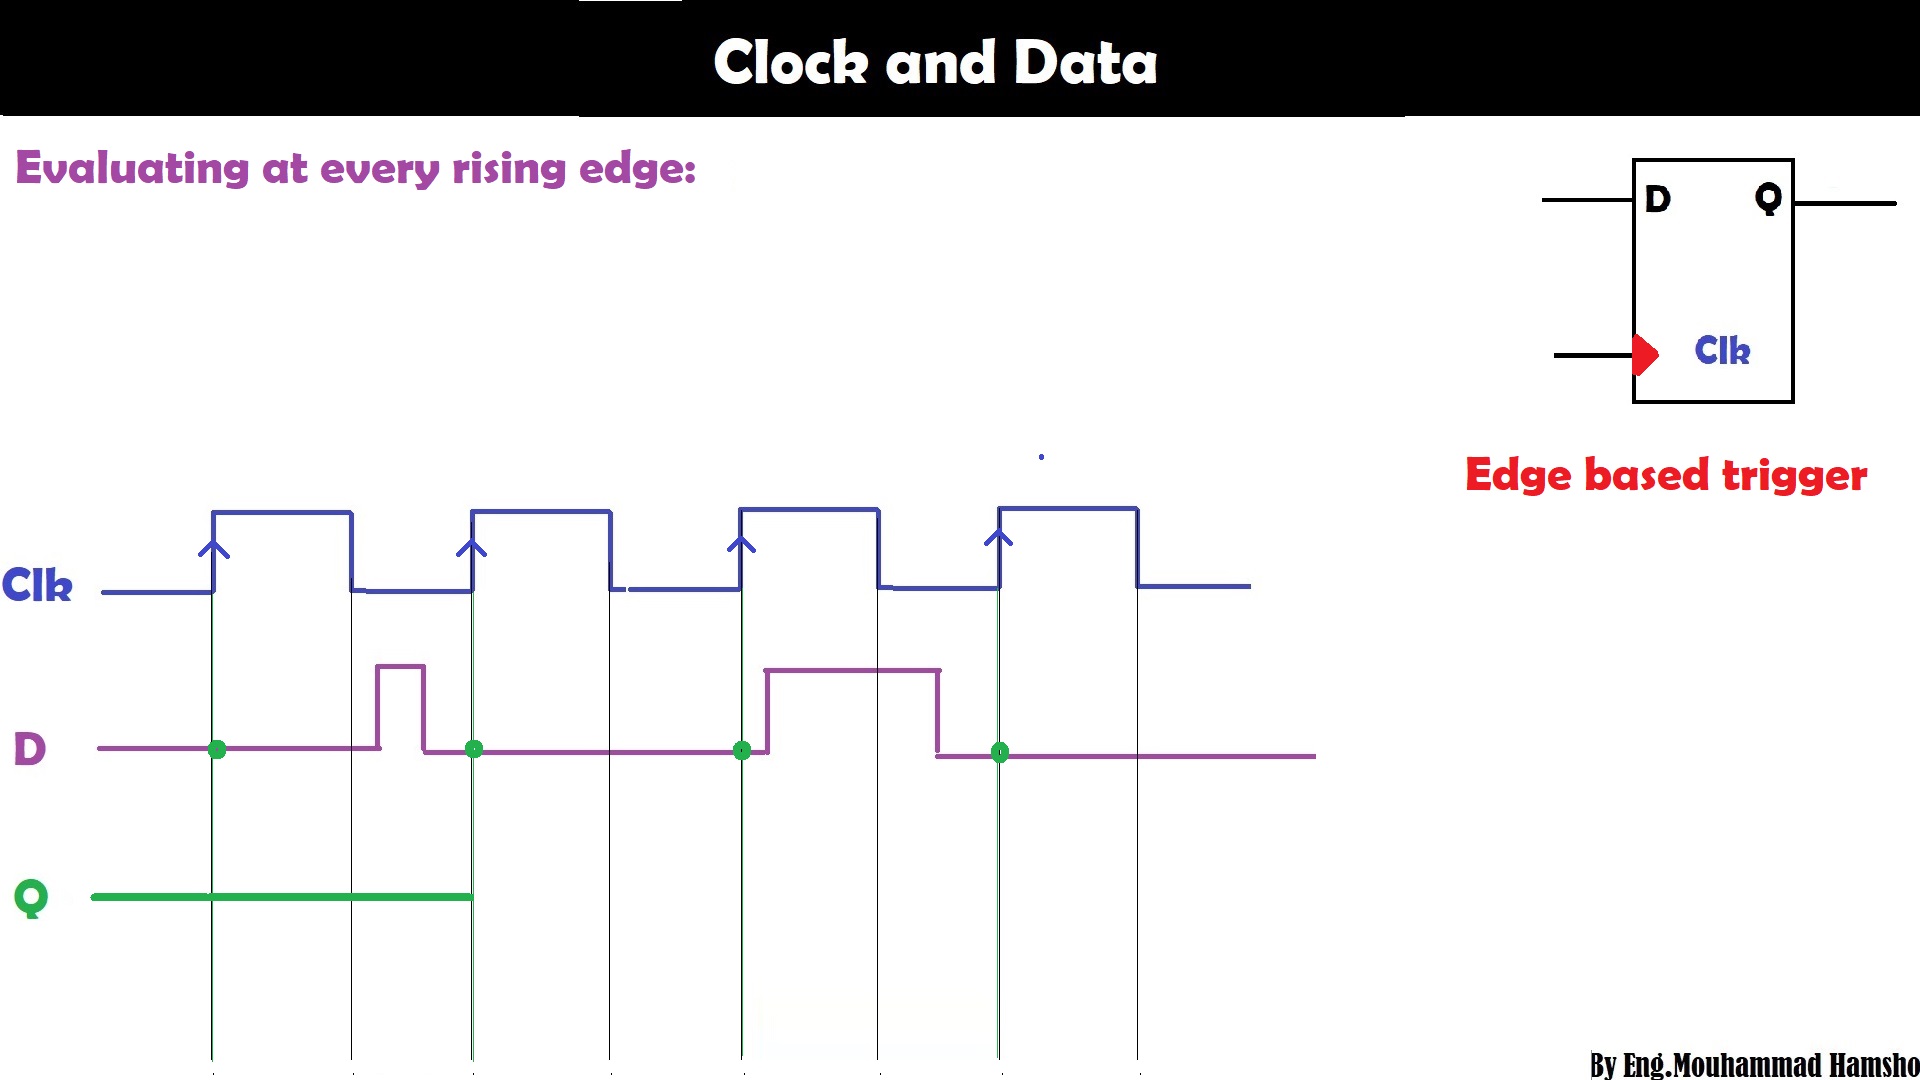 Clock and Data
Evaluating at every rising edge:
D Q
Clk
Edge based trigger
Clk
D
Q
By Eng.Mouhammad Hamsho